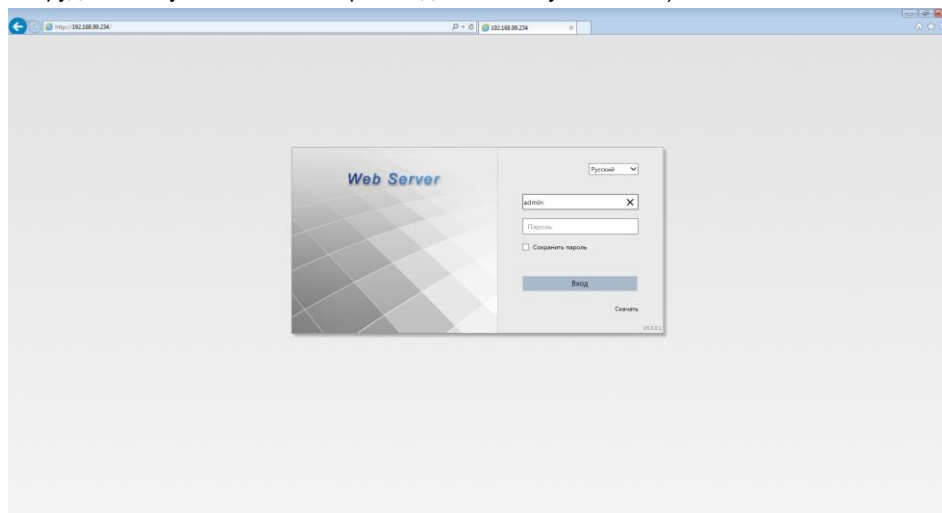 http://192.168.99.234/
192.168.99.234
Web Server
Русский
admin
Пароль
Сохранить пароль
Вход
Скачать